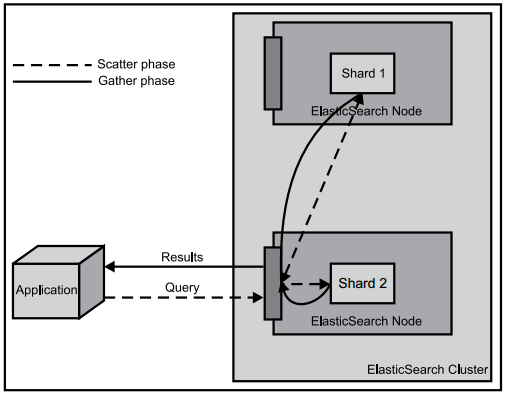 Scatter phase
Gather phase
Shard 1
ElasticSearch Node
Results
Application
Query
Shard 2
ElasticSearch Node
ElasticSearch Cluster